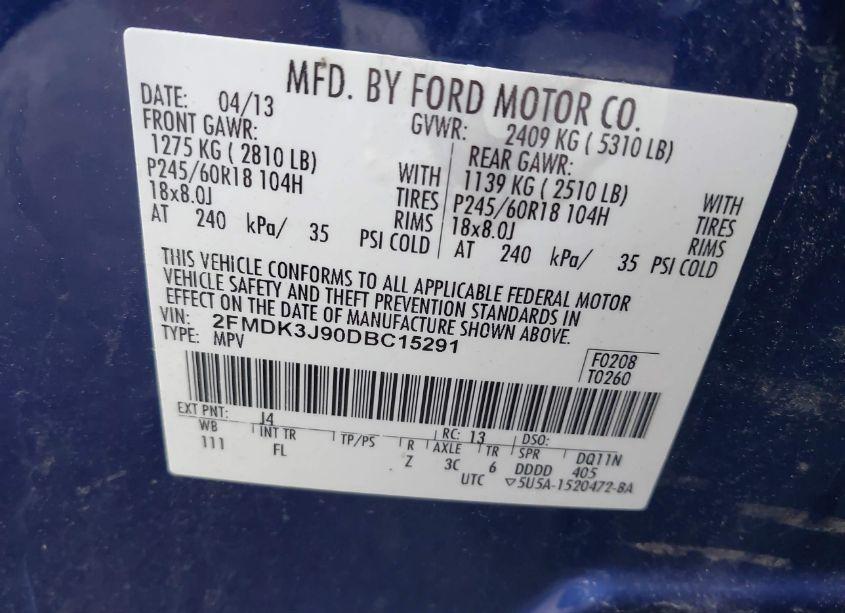 MFD. BY FORD MOTOR CO.
DATE: 04/13 GVWR: 2409 KG ( 5310 LB)
FRONT GAWR: REAR GAWR:
1275 KG ( 2810 LB) WITH 1139 KG ( 2510 LB) WITH
P245/60R18 104H TIRES P245/60R18 104H TIRES
18x8.0J RIMS 18x8.0J RIMS
AT 240 kPa/ 35 PSI COLD AT 240 kPa/ 35 PSI COLD
THIS VEHICLE CONFORMS TO ALL APPLICABLE FEDERAL MOTOR
VEHICLE SAFETY AND THEFT PREVENTION STANDARDS IN
EFFECT ON THE DATE OF MANUFACTURE SHOWN ABOVE.
VIN: 2FMDK3J90DBC15291
TYPE: MPV
F0208
T0260
EXT PNT: J4 RC: 13 DSO:
WB INT TR TP/PS R AXLE TR SPR DQ11N
111 FL Z 3C 6 DDDD 405
UTC ▽5U5A-1520472-BA